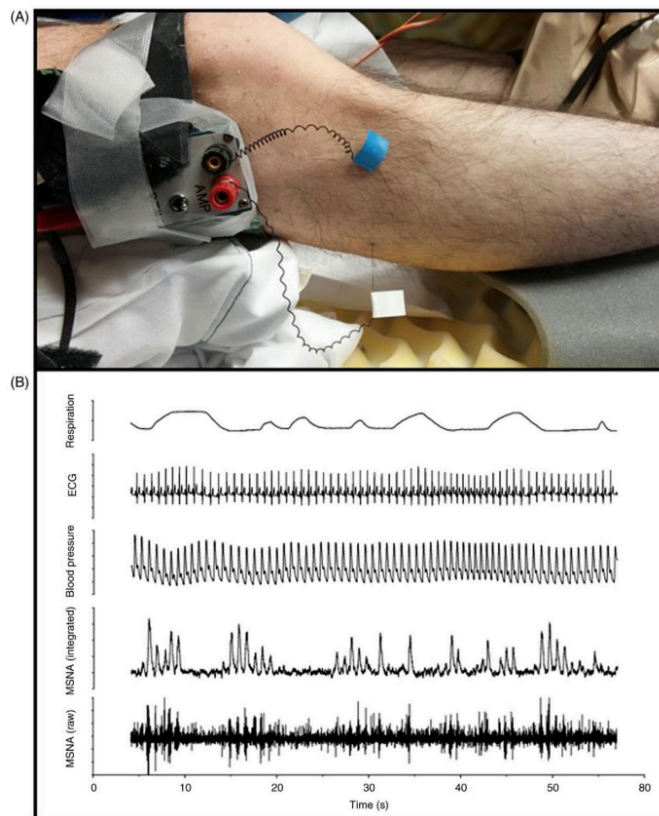 (A)
AMP
(B)
Respiration
ECG
Blood pressure
MSNA (integrated)
MSNA (raw)
0 10 20 30 40 50 60 70 80
Time (s)